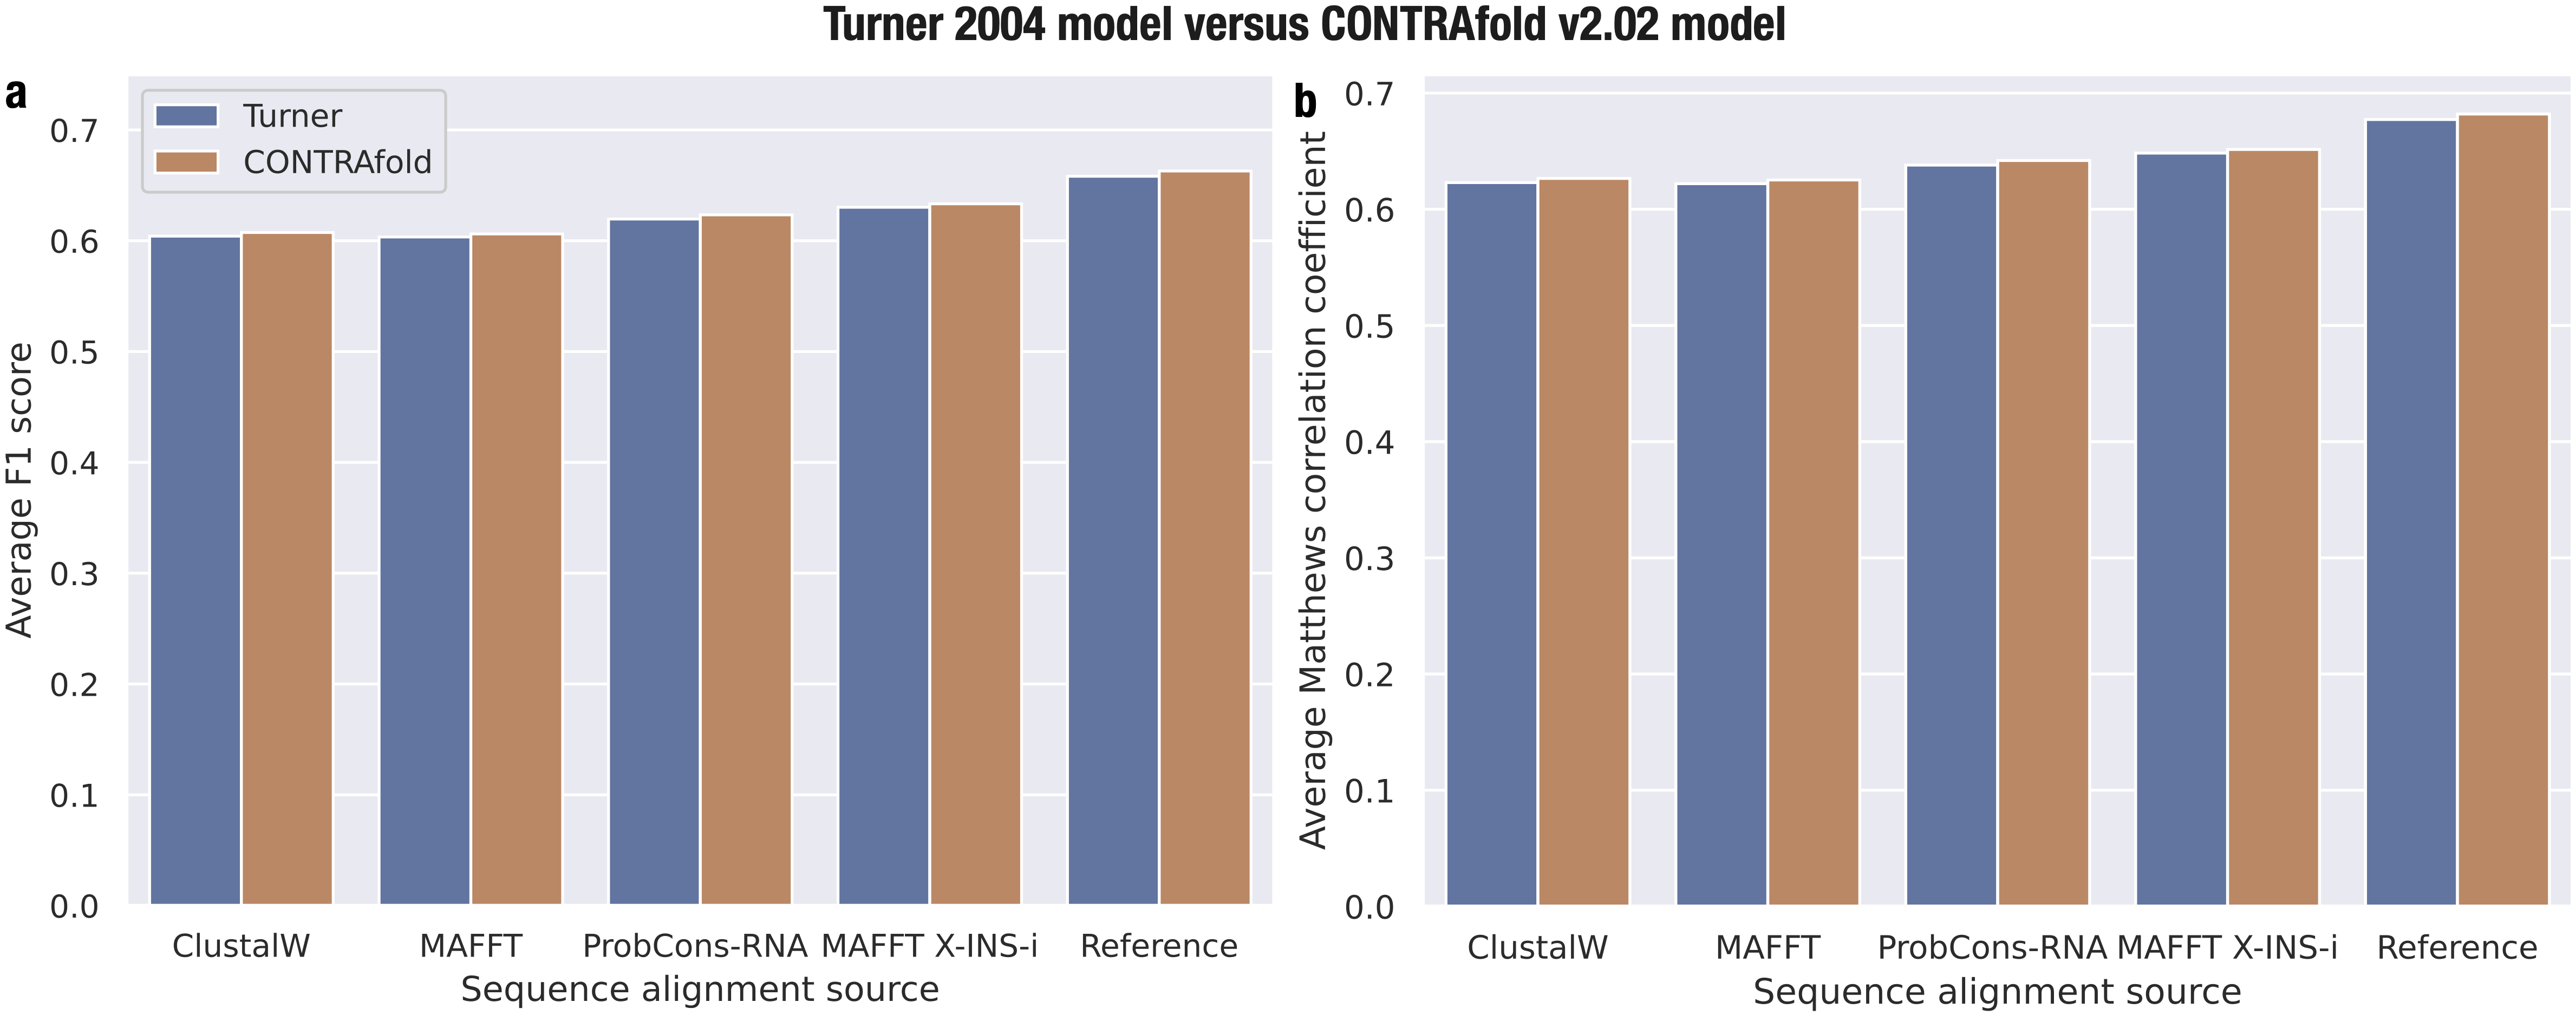 Turner 2004 model versus CONTRAfold v2.02 model
a
Turner
CONTRAfold
0.7
0.6
0.5
0.4
0.3
0.2
0.1
0.0
Average F1 score
ClustalW MAFFT ProbCons-RNA MAFFT X-INS-i Reference
Sequence alignment source
b
0.7
0.6
0.5
0.4
0.3
0.2
0.1
0.0
Average Matthews correlation coefficient
ClustalW MAFFT ProbCons-RNA MAFFT X-INS-i Reference
Sequence alignment source